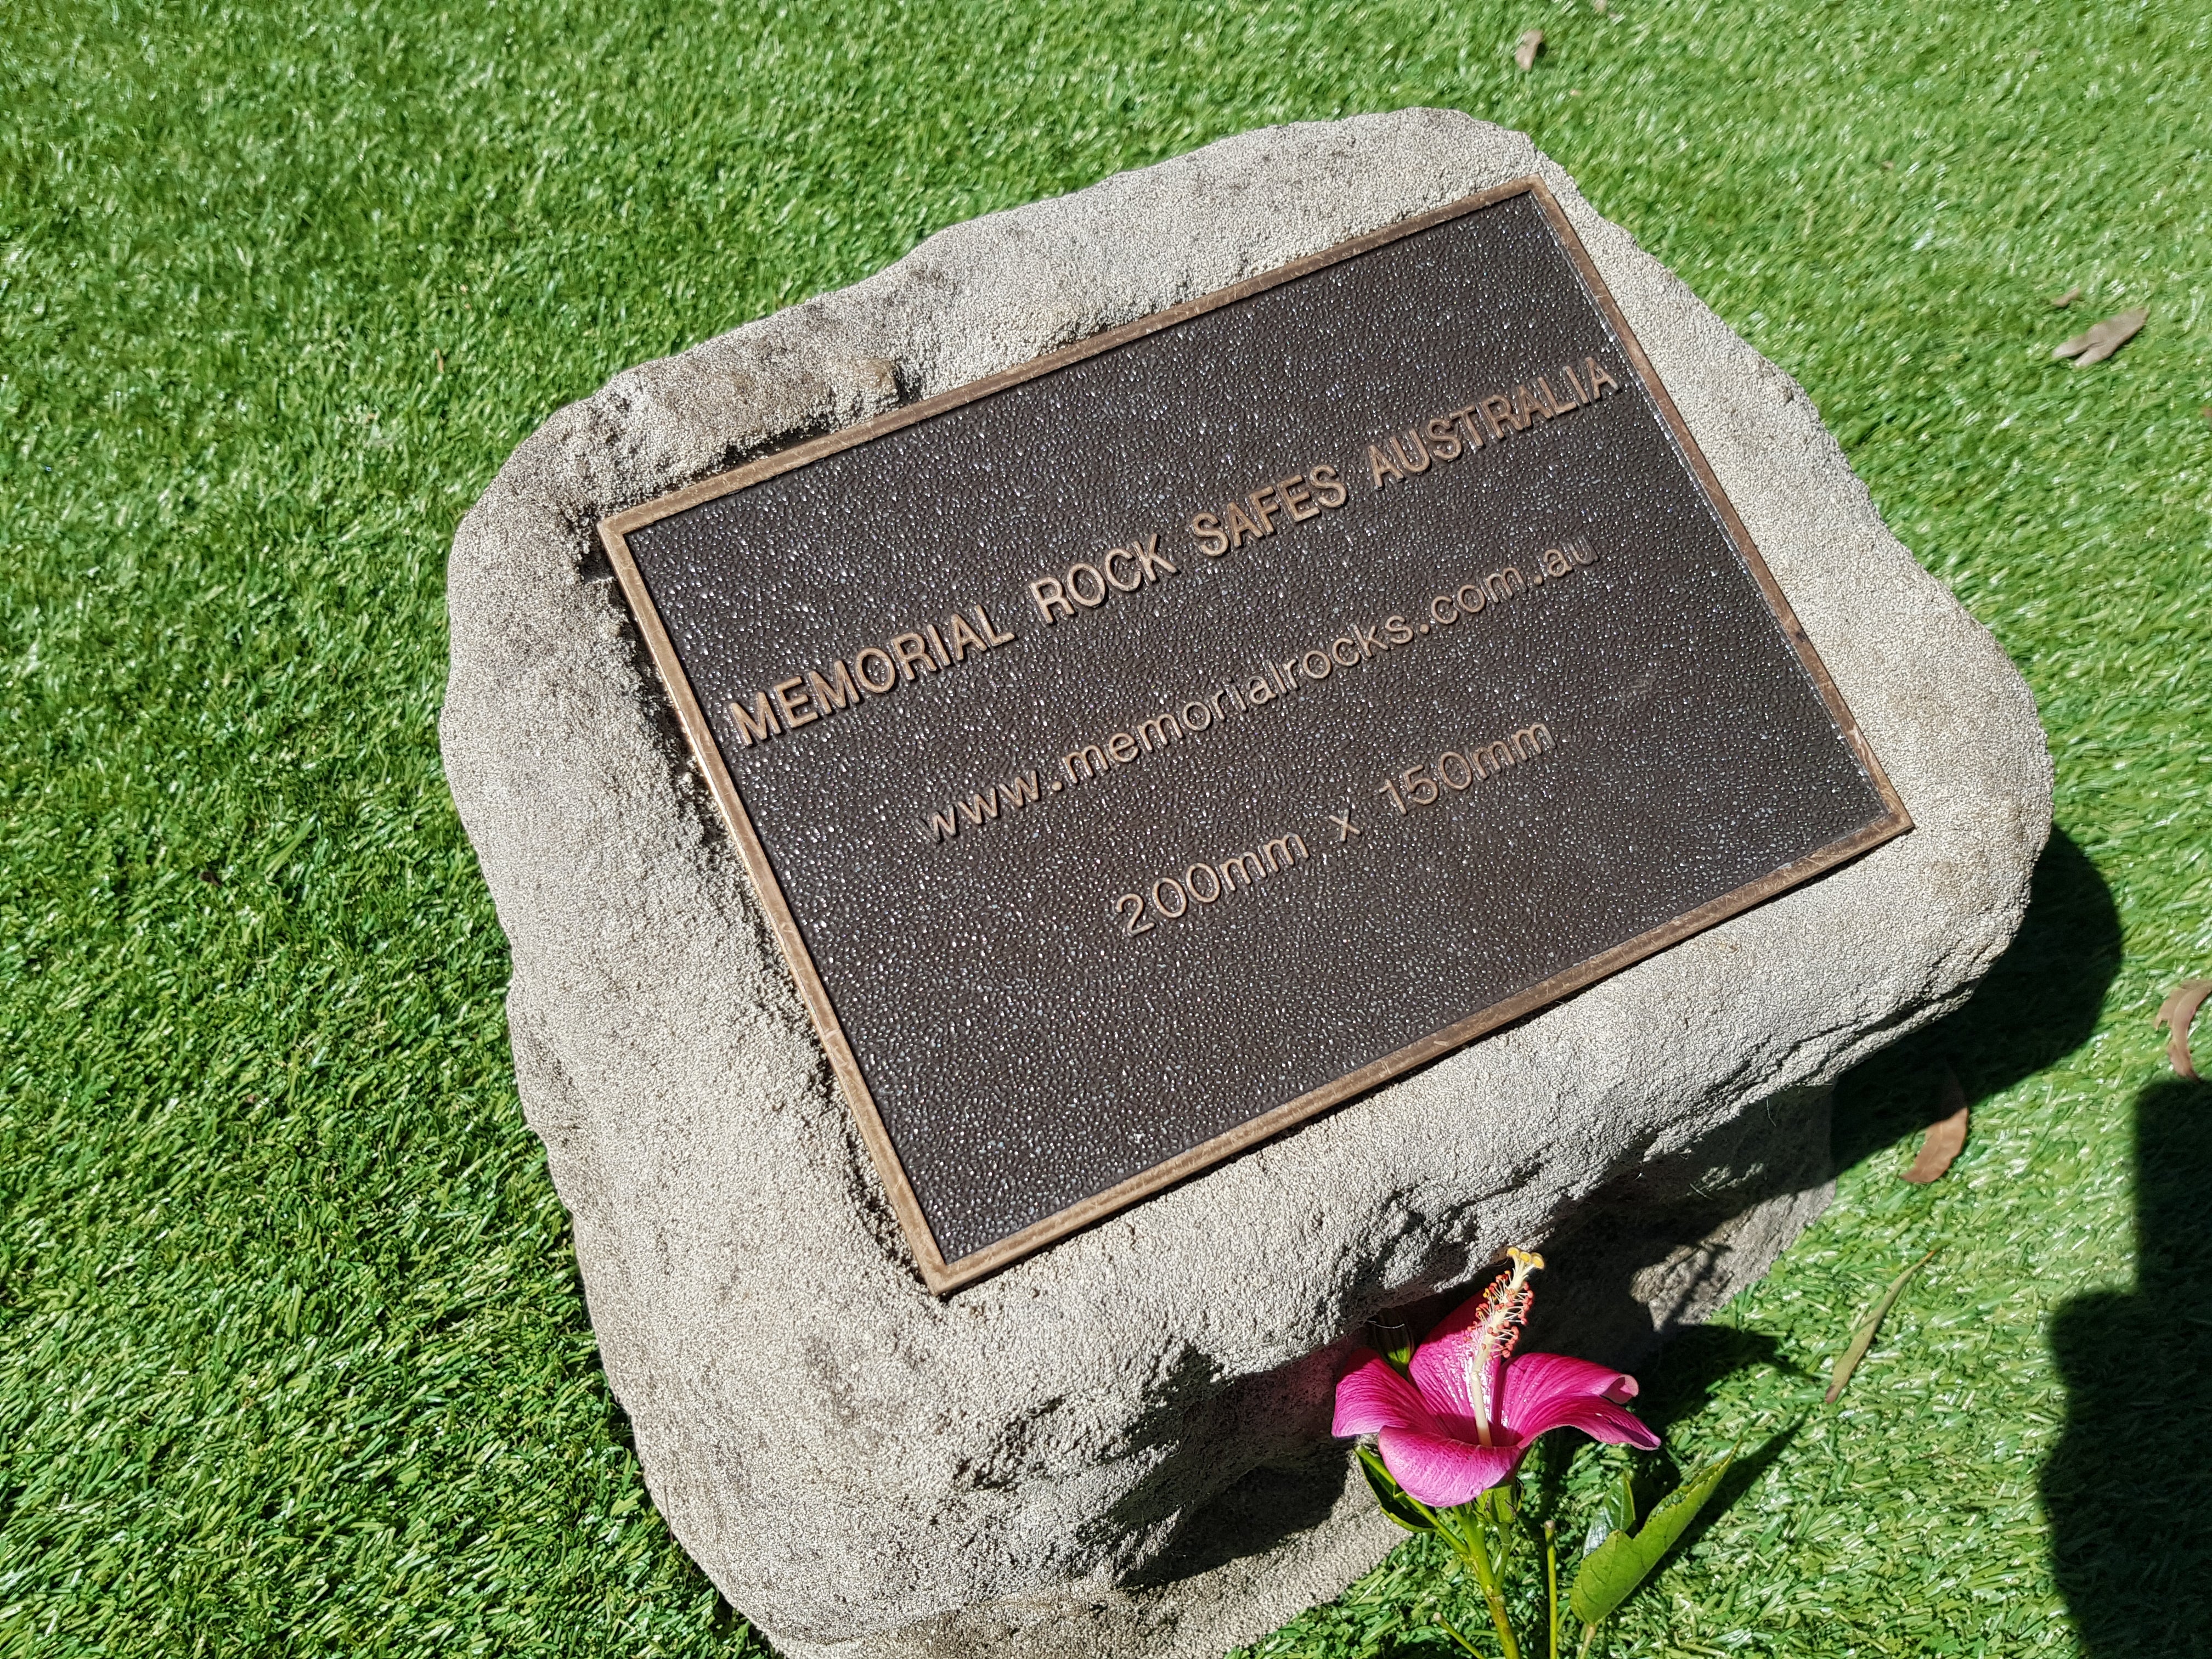 MEMORIAL ROCK SAFES AUSTRALIA
www.memorialrocks.com.au
200mm x 150mm